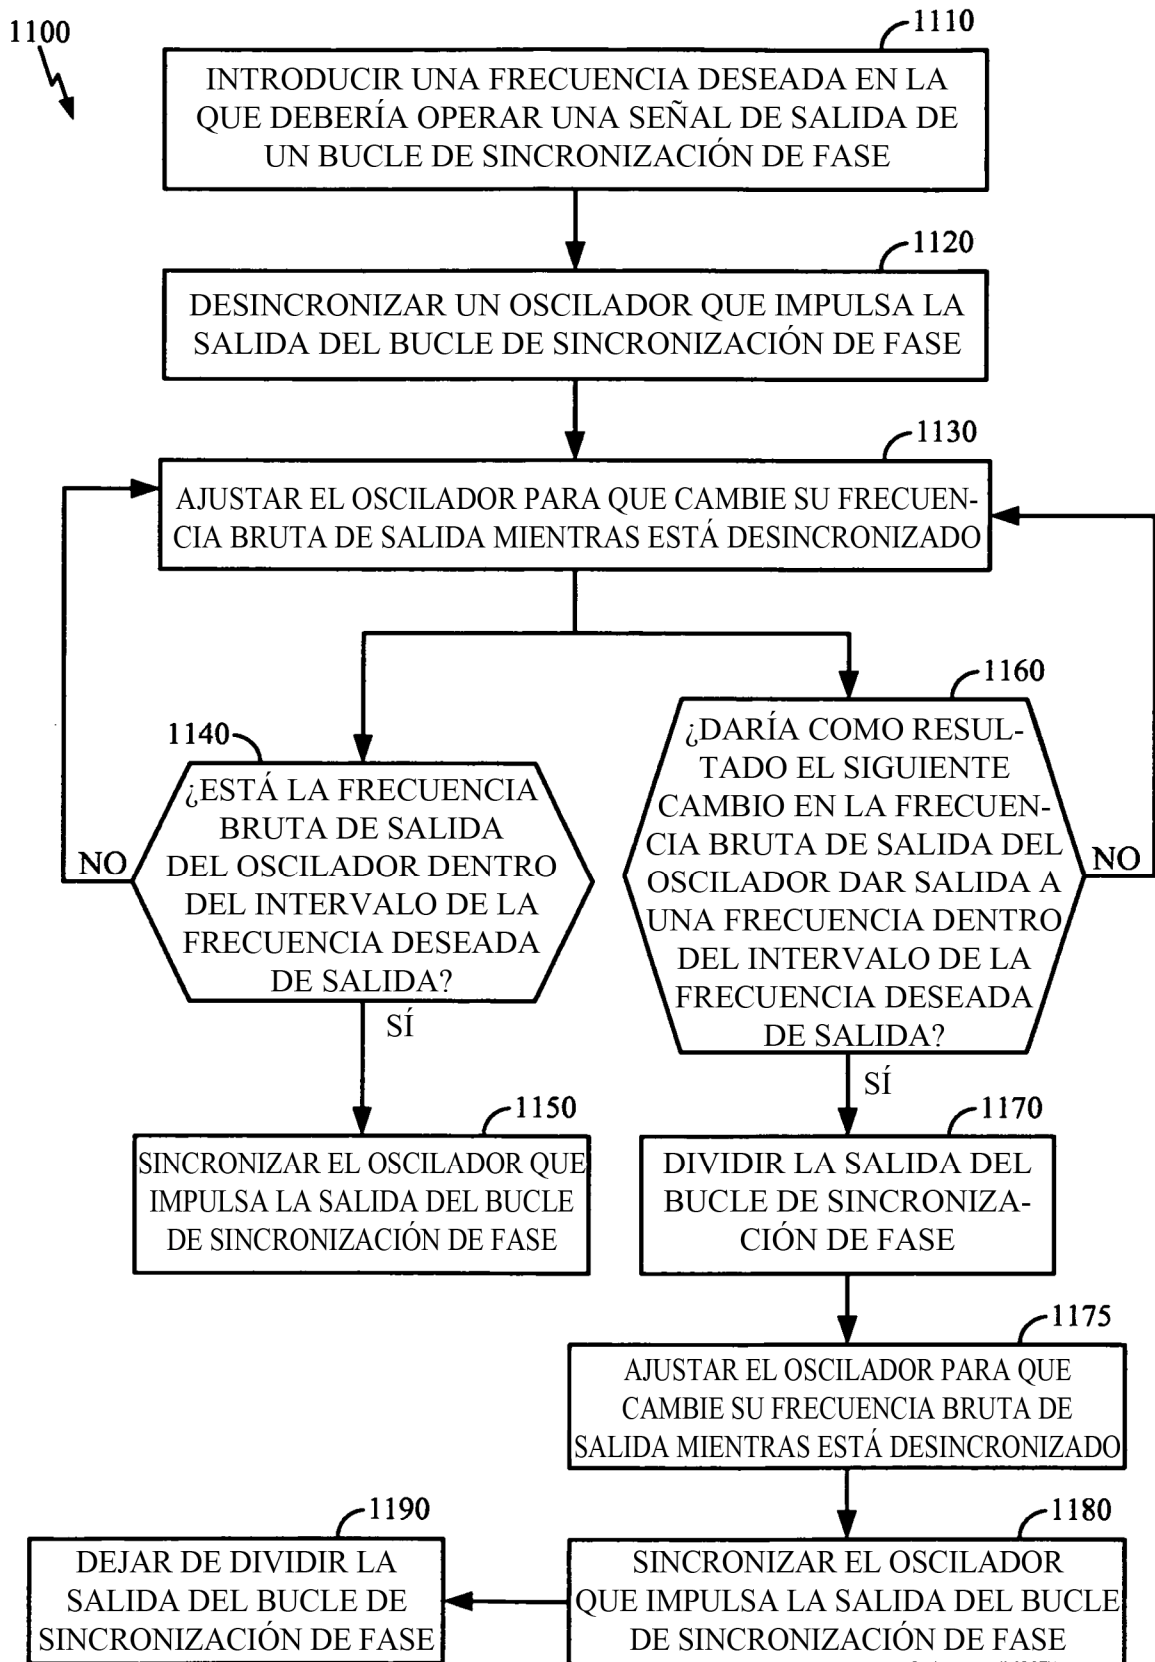 1100
1110
INTRODUCIR UNA FRECUENCIA DESEADA EN LA
QUE DEBERÍA OPERAR UNA SEÑAL DE SALIDA DE
UN BUCLE DE SINCRONIZACIÓN DE FASE
1120
DESINCRONIZAR UN OSCILADOR QUE IMPULSA LA
SALIDA DEL BUCLE DE SINCRONIZACIÓN DE FASE
1130
AJUSTAR EL OSCILADOR PARA QUE CAMBIE SU FRECUEN-
CIA BRUTA DE SALIDA MIENTRAS ESTÁ DESINCRONIZADO
1140
¿ESTÁ LA FRECUENCIA
BRUTA DE SALIDA
DEL OSCILADOR DENTRO
DEL INTERVALO DE LA
FRECUENCIA DESEADA
DE SALIDA?
NO
SÍ
1150
SINCRONIZAR EL OSCILADOR QUE
IMPULSA LA SALIDA DEL BUCLE
DE SINCRONIZACIÓN DE FASE
1160
¿DARÍA COMO RESUL-
TADO EL SIGUIENTE
CAMBIO EN LA FRECUEN-
CIA BRUTA DE SALIDA DEL
OSCILADOR DAR SALIDA A
UNA FRECUENCIA DENTRO
DEL INTERVALO DE LA
FRECUENCIA DESEADA
DE SALIDA?
NO
SÍ
1170
DIVIDIR LA SALIDA DEL
BUCLE DE SINCRONIZA-
CIÓN DE FASE
1175
AJUSTAR EL OSCILADOR PARA QUE
CAMBIE SU FRECUENCIA BRUTA DE
SALIDA MIENTRAS ESTÁ DESINCRONIZADO
1180
SINCRONIZAR EL OSCILADOR
QUE IMPULSA LA SALIDA DEL BUCLE
DE SINCRONIZACIÓN DE FASE
1190
DEJAR DE DIVIDIR LA
SALIDA DEL BUCLE DE
SINCRONIZACIÓN DE FASE